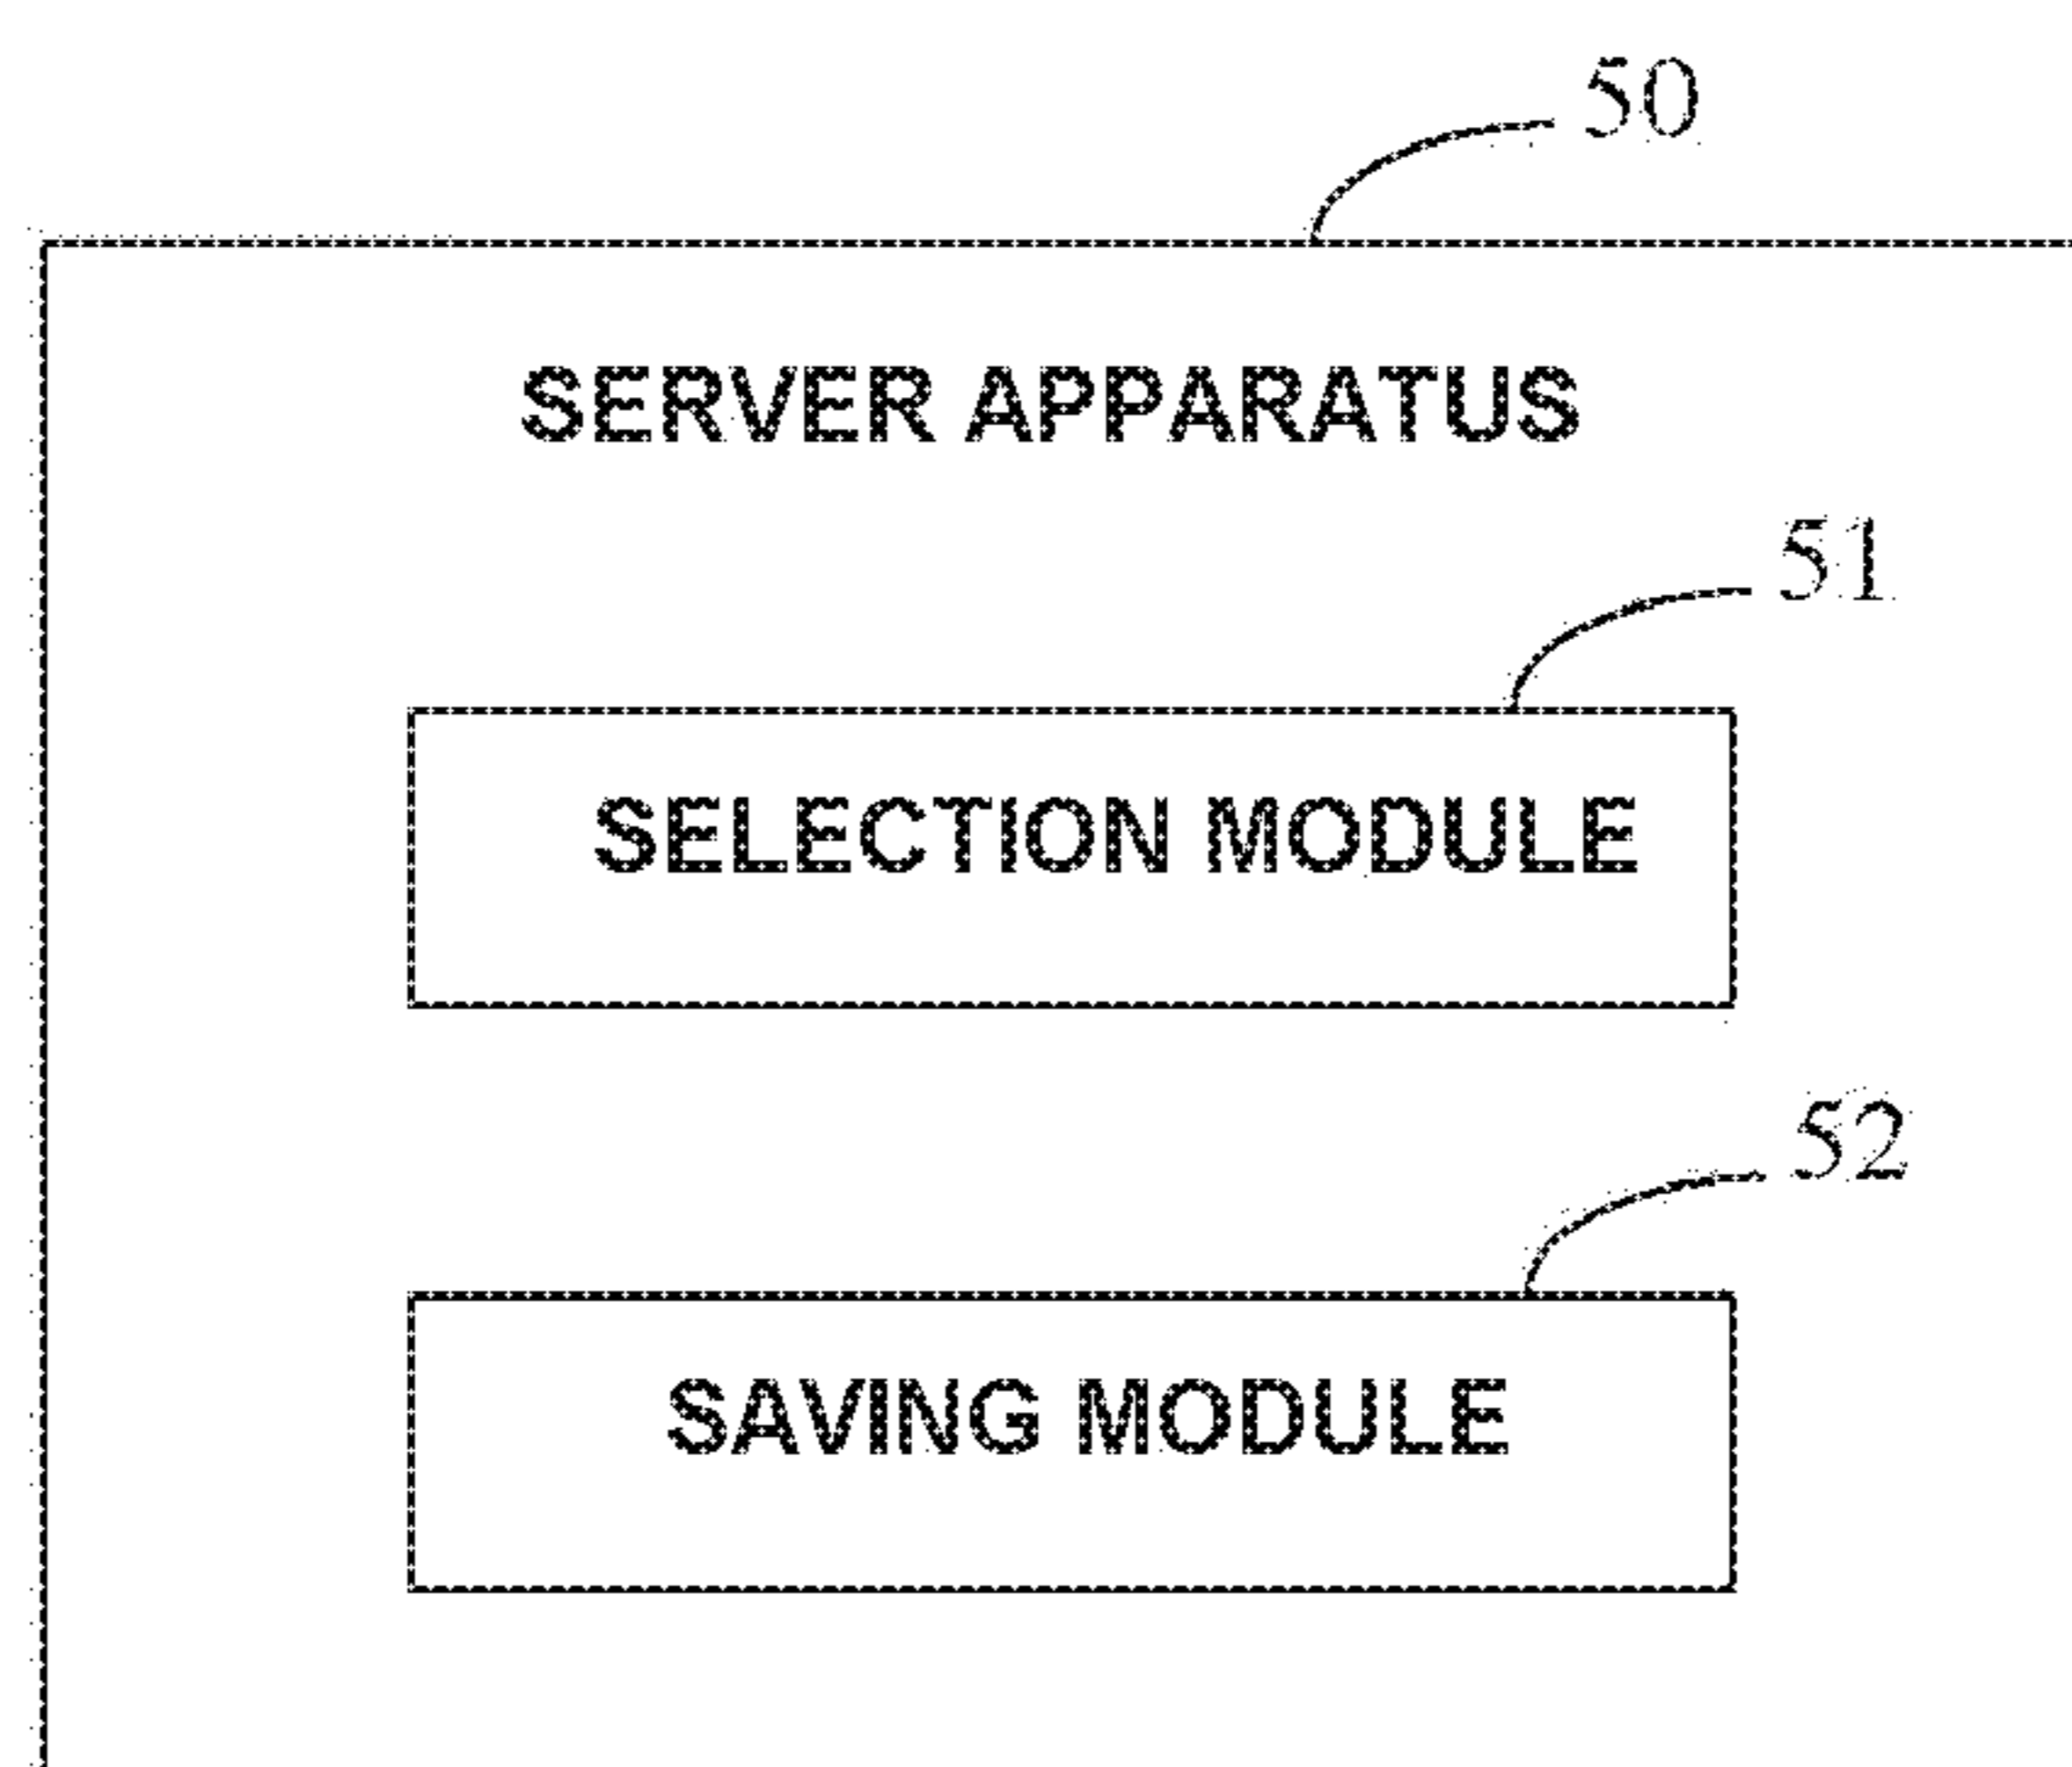 50
SERVER APPARATUS
51
SELECTION MODULE
52
SAVING MODULE